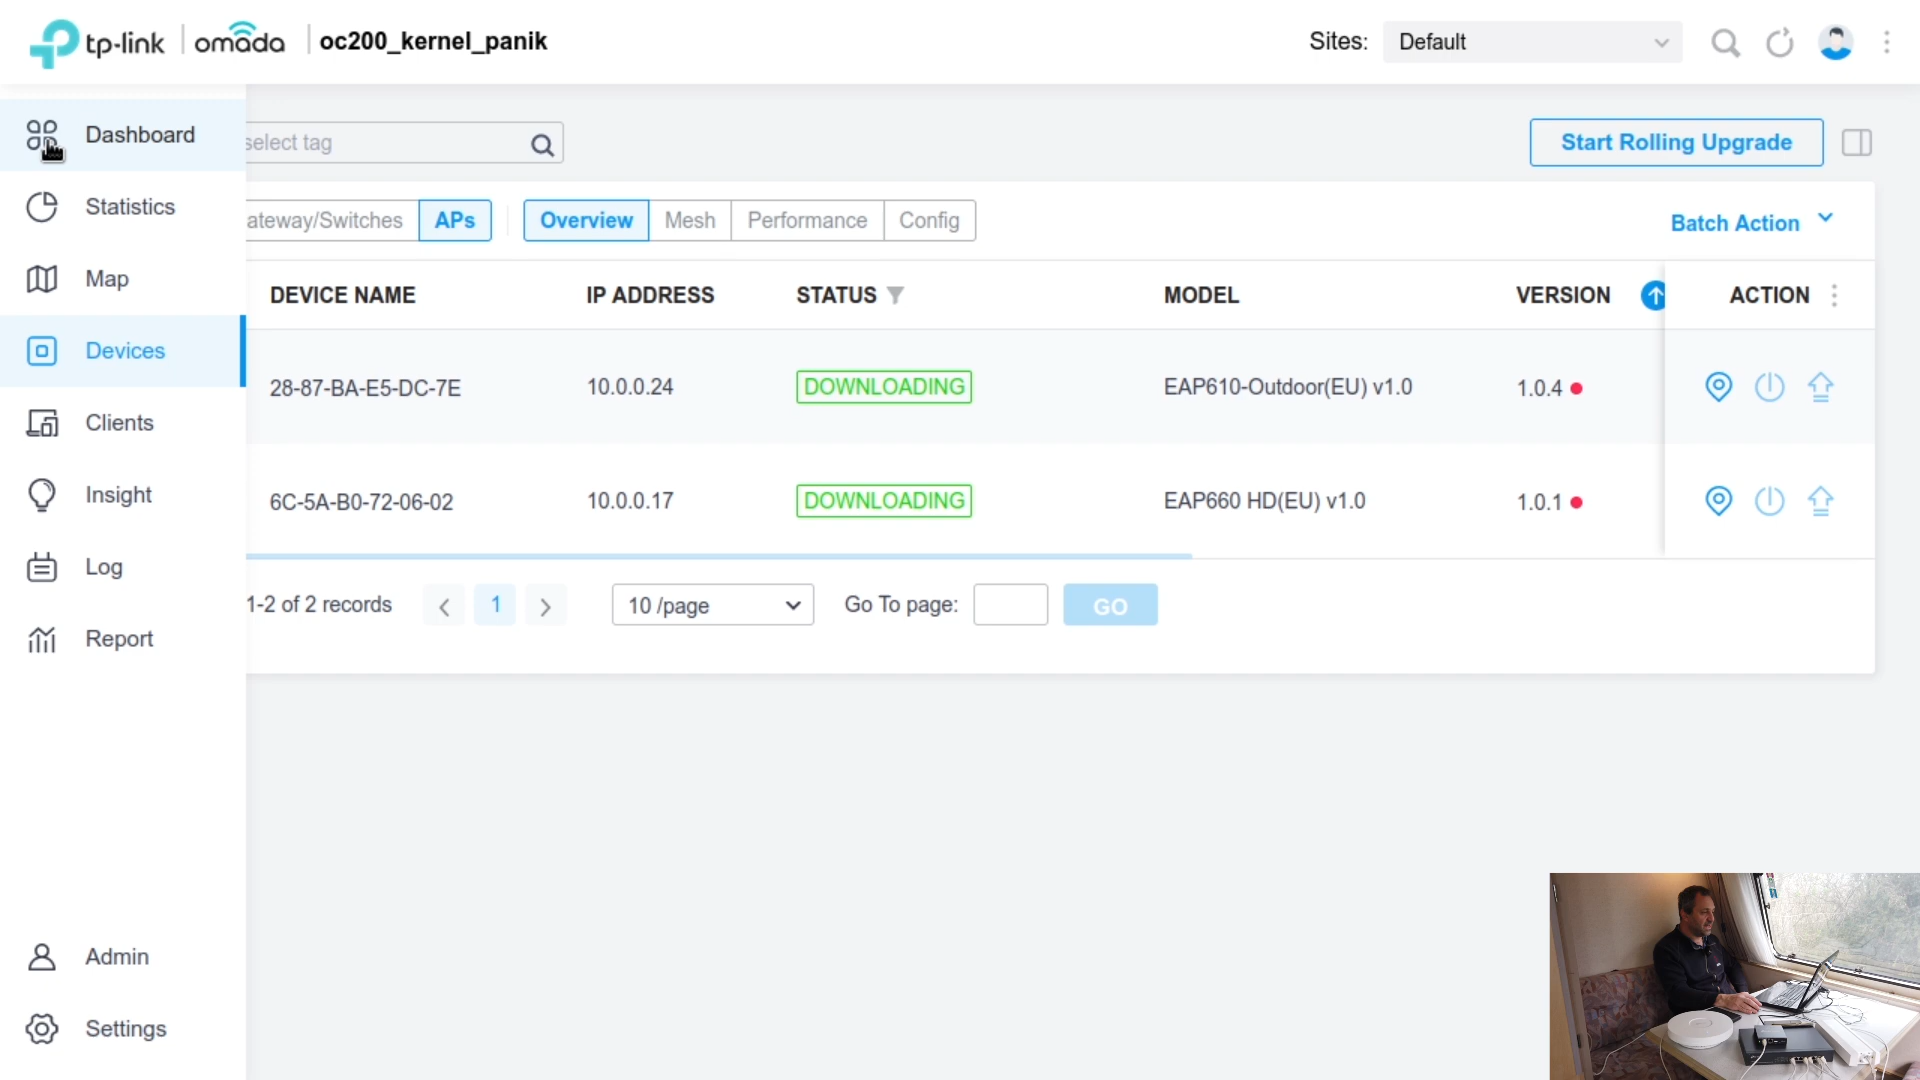 tp-link | omada | oc200_kernel_panik
Sites: Default
Dashboard
select tag
Start Rolling Upgrade
Statistics
ateway/Switches APs Overview Mesh Performance Config
Batch Action
Map
DEVICE NAME IP ADDRESS STATUS MODEL VERSION ACTION
Devices
28-87-BA-E5-DC-7E 10.0.0.24 DOWNLOADING EAP610-Outdoor(EU) v1.0 1.0.4
Clients
Insight
6C-5A-B0-72-06-02 10.0.0.17 DOWNLOADING EAP660 HD(EU) v1.0 1.0.1
Log
1-2 of 2 records 1 10 /page Go To page: GO
Report
Admin
Settings